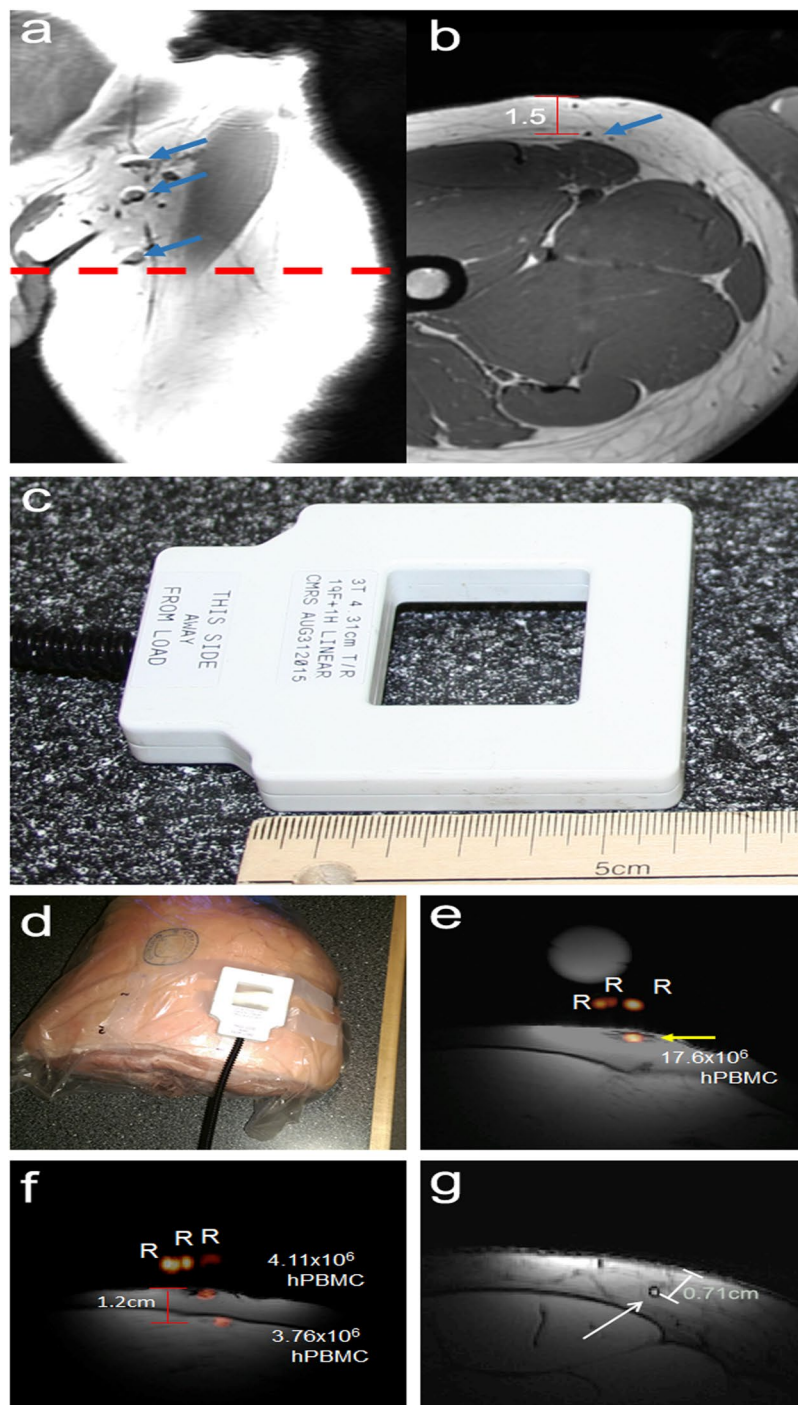 a
b
1.5
c
3T 4.31cm T/R
19F+1H LINEAR
CMRS AUG312015
THIS SIDE
AWAY
FROM LOAD
5cm
d
e
R R R
17.6x10⁶
hPBMC
f
R R R
4.11x10⁶
hPBMC
1.2cm
3.76x10⁶
hPBMC
g
0.71cm